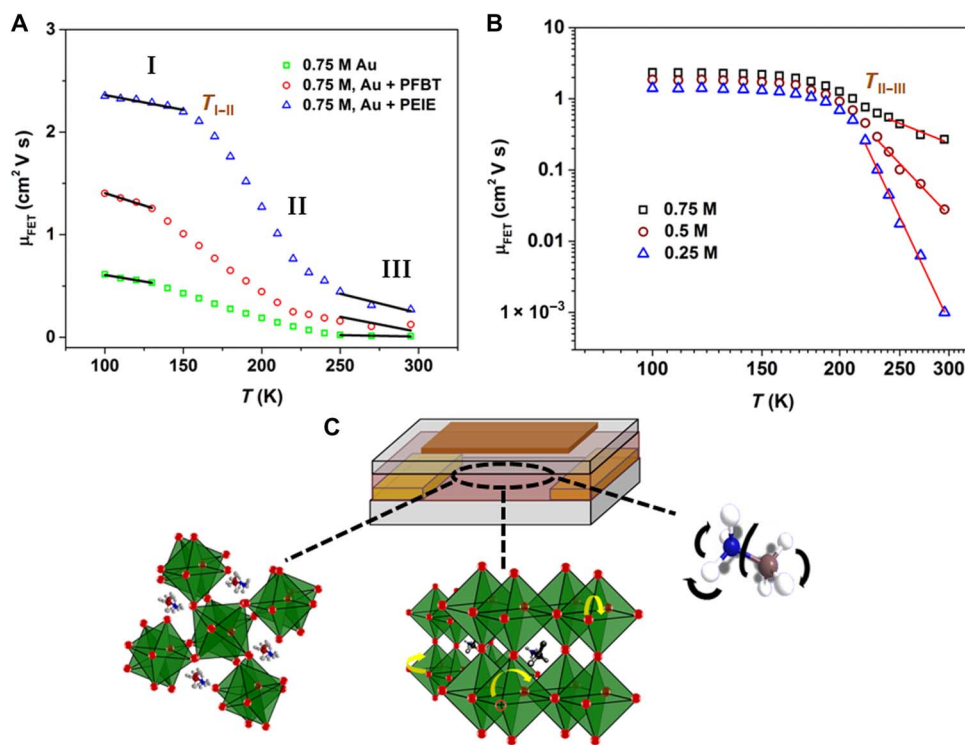 A
μFET (cm² V s)
3
2
1
0
I
TI–II
II
III
0.75 M Au
0.75 M, Au + PFBT
0.75 M, Au + PEIE
100
150
200
250
300
T (K)
B
μFET (cm² V s)
10
1
0.1
0.01
1 × 10⁻³
TII–III
0.75 M
0.5 M
0.25 M
100
150
200
250
300
T (K)
C